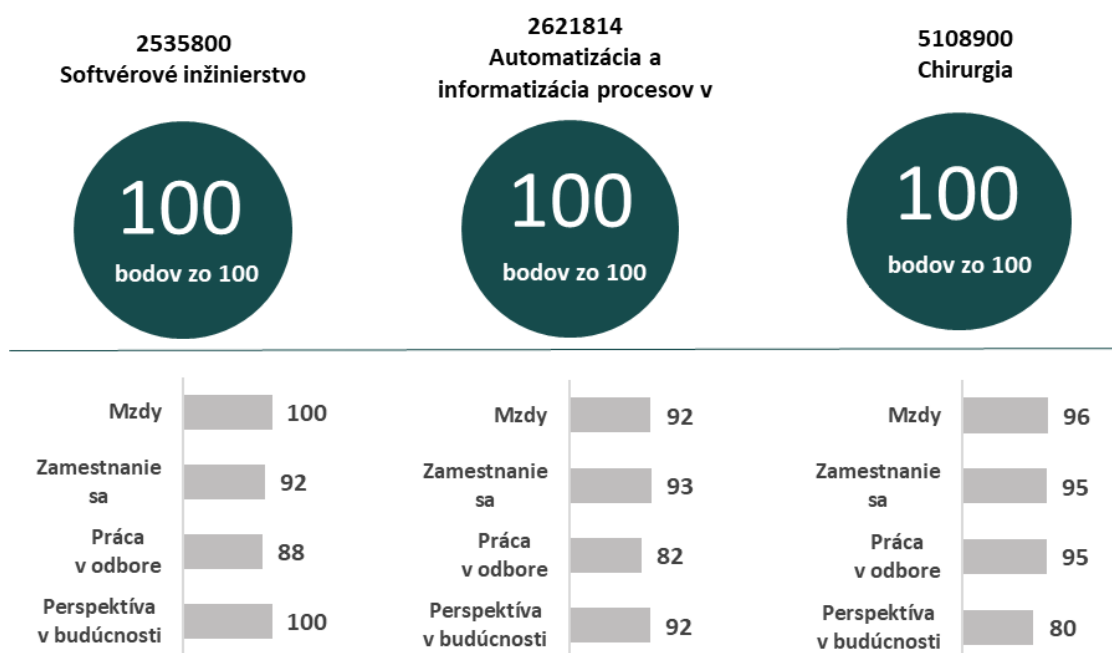 2535800
Softvérové inžinierstvo
100
bodov zo 100
Mzdy
100
Zamestnanie
sa
92
Práca
v odbore
88
Perspektíva
v budúcnosti
100
2621814
Automatizácia a
informatizácia procesov v
100
bodov zo 100
Mzdy
92
Zamestnanie
sa
93
Práca
v odbore
82
Perspektíva
v budúcnosti
92
5108900
Chirurgia
100
bodov zo 100
Mzdy
96
Zamestnanie
sa
95
Práca
v odbore
95
Perspektíva
v budúcnosti
80